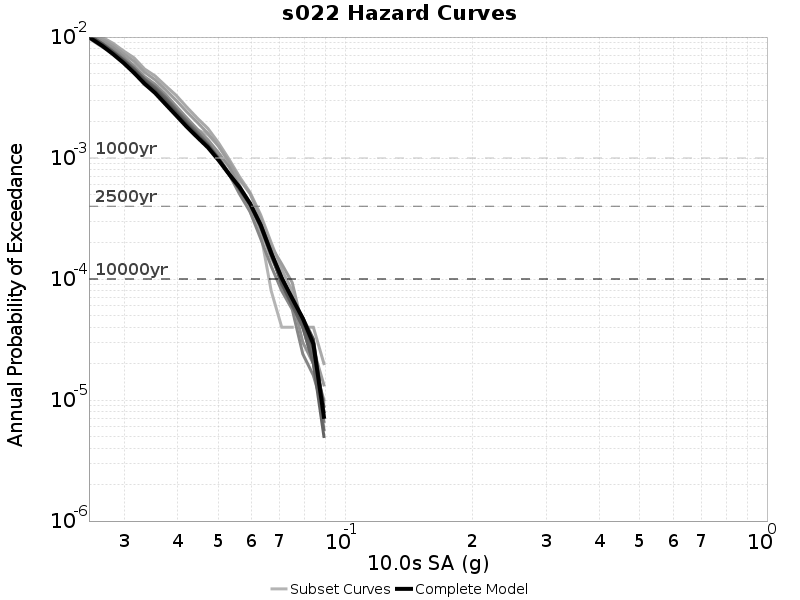 s022 Hazard Curves
Annual Probability of Exceedance
10^-2
10^-3
10^-4
10^-5
10^-6
1000yr
2500yr
10000yr
3 4 5 6 7 10^-1 2 3 4 5 6 7 10^0
10.0s SA (g)
Subset Curves Complete Model